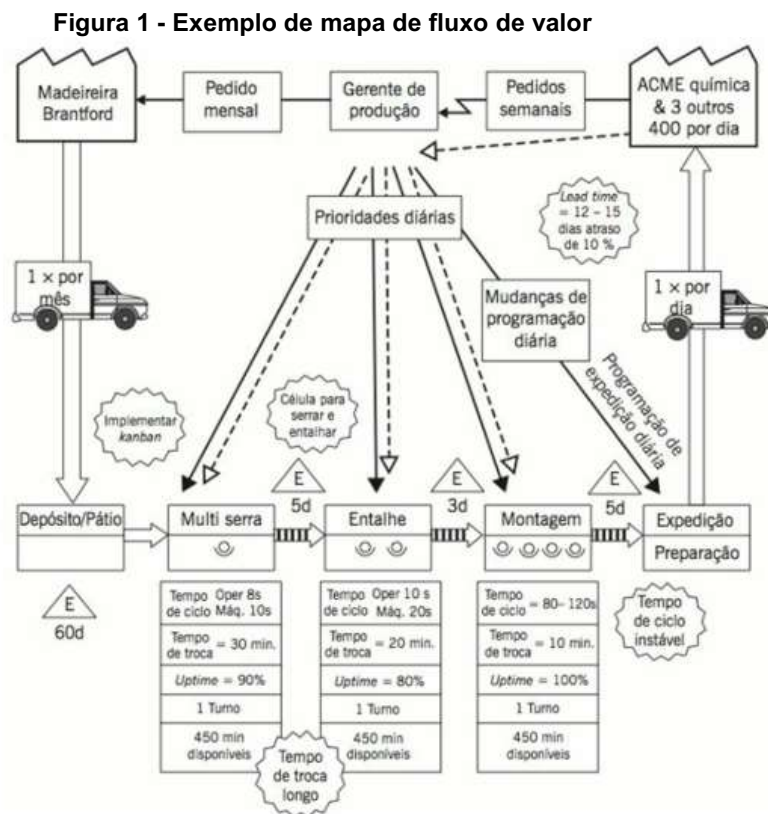 Figura 1 - Exemplo de mapa de fluxo de valor
Madeireira
Brantford
Pedido
mensal
Gerente de
produção
Pedidos
semanais
ACME química
& 3 outros
400 por dia
Prioridades diárias
Lead time
= 12 – 15
dias atraso
de 10 %
1 × por
mês
Mudanças de
programação
diária
1 × por
dia
Programação de
expedição diária
Implementar
kanban
Célula para
serrar e
entalhar
E
5d
E
3d
E
5d
Depósito/Pátio
Multi serra
Entalhe
Montagem
Expedição
Preparação
E
60d
Tempo Oper 8s
de ciclo Máq. 10s
Tempo
de troca = 30 min.
Uptime = 90%
1 Turno
450 min
disponíveis
Tempo Oper 10 s
de ciclo Máq. 20s
Tempo
de troca = 20 min.
Uptime = 80%
1 Turno
450 min
disponíveis
Tempo
de ciclo = 80– 120s
Tempo
de troca = 10 min.
Uptime = 100%
1 Turno
450 min
disponíveis
Tempo
de ciclo
instável
Tempo
de troca
longo